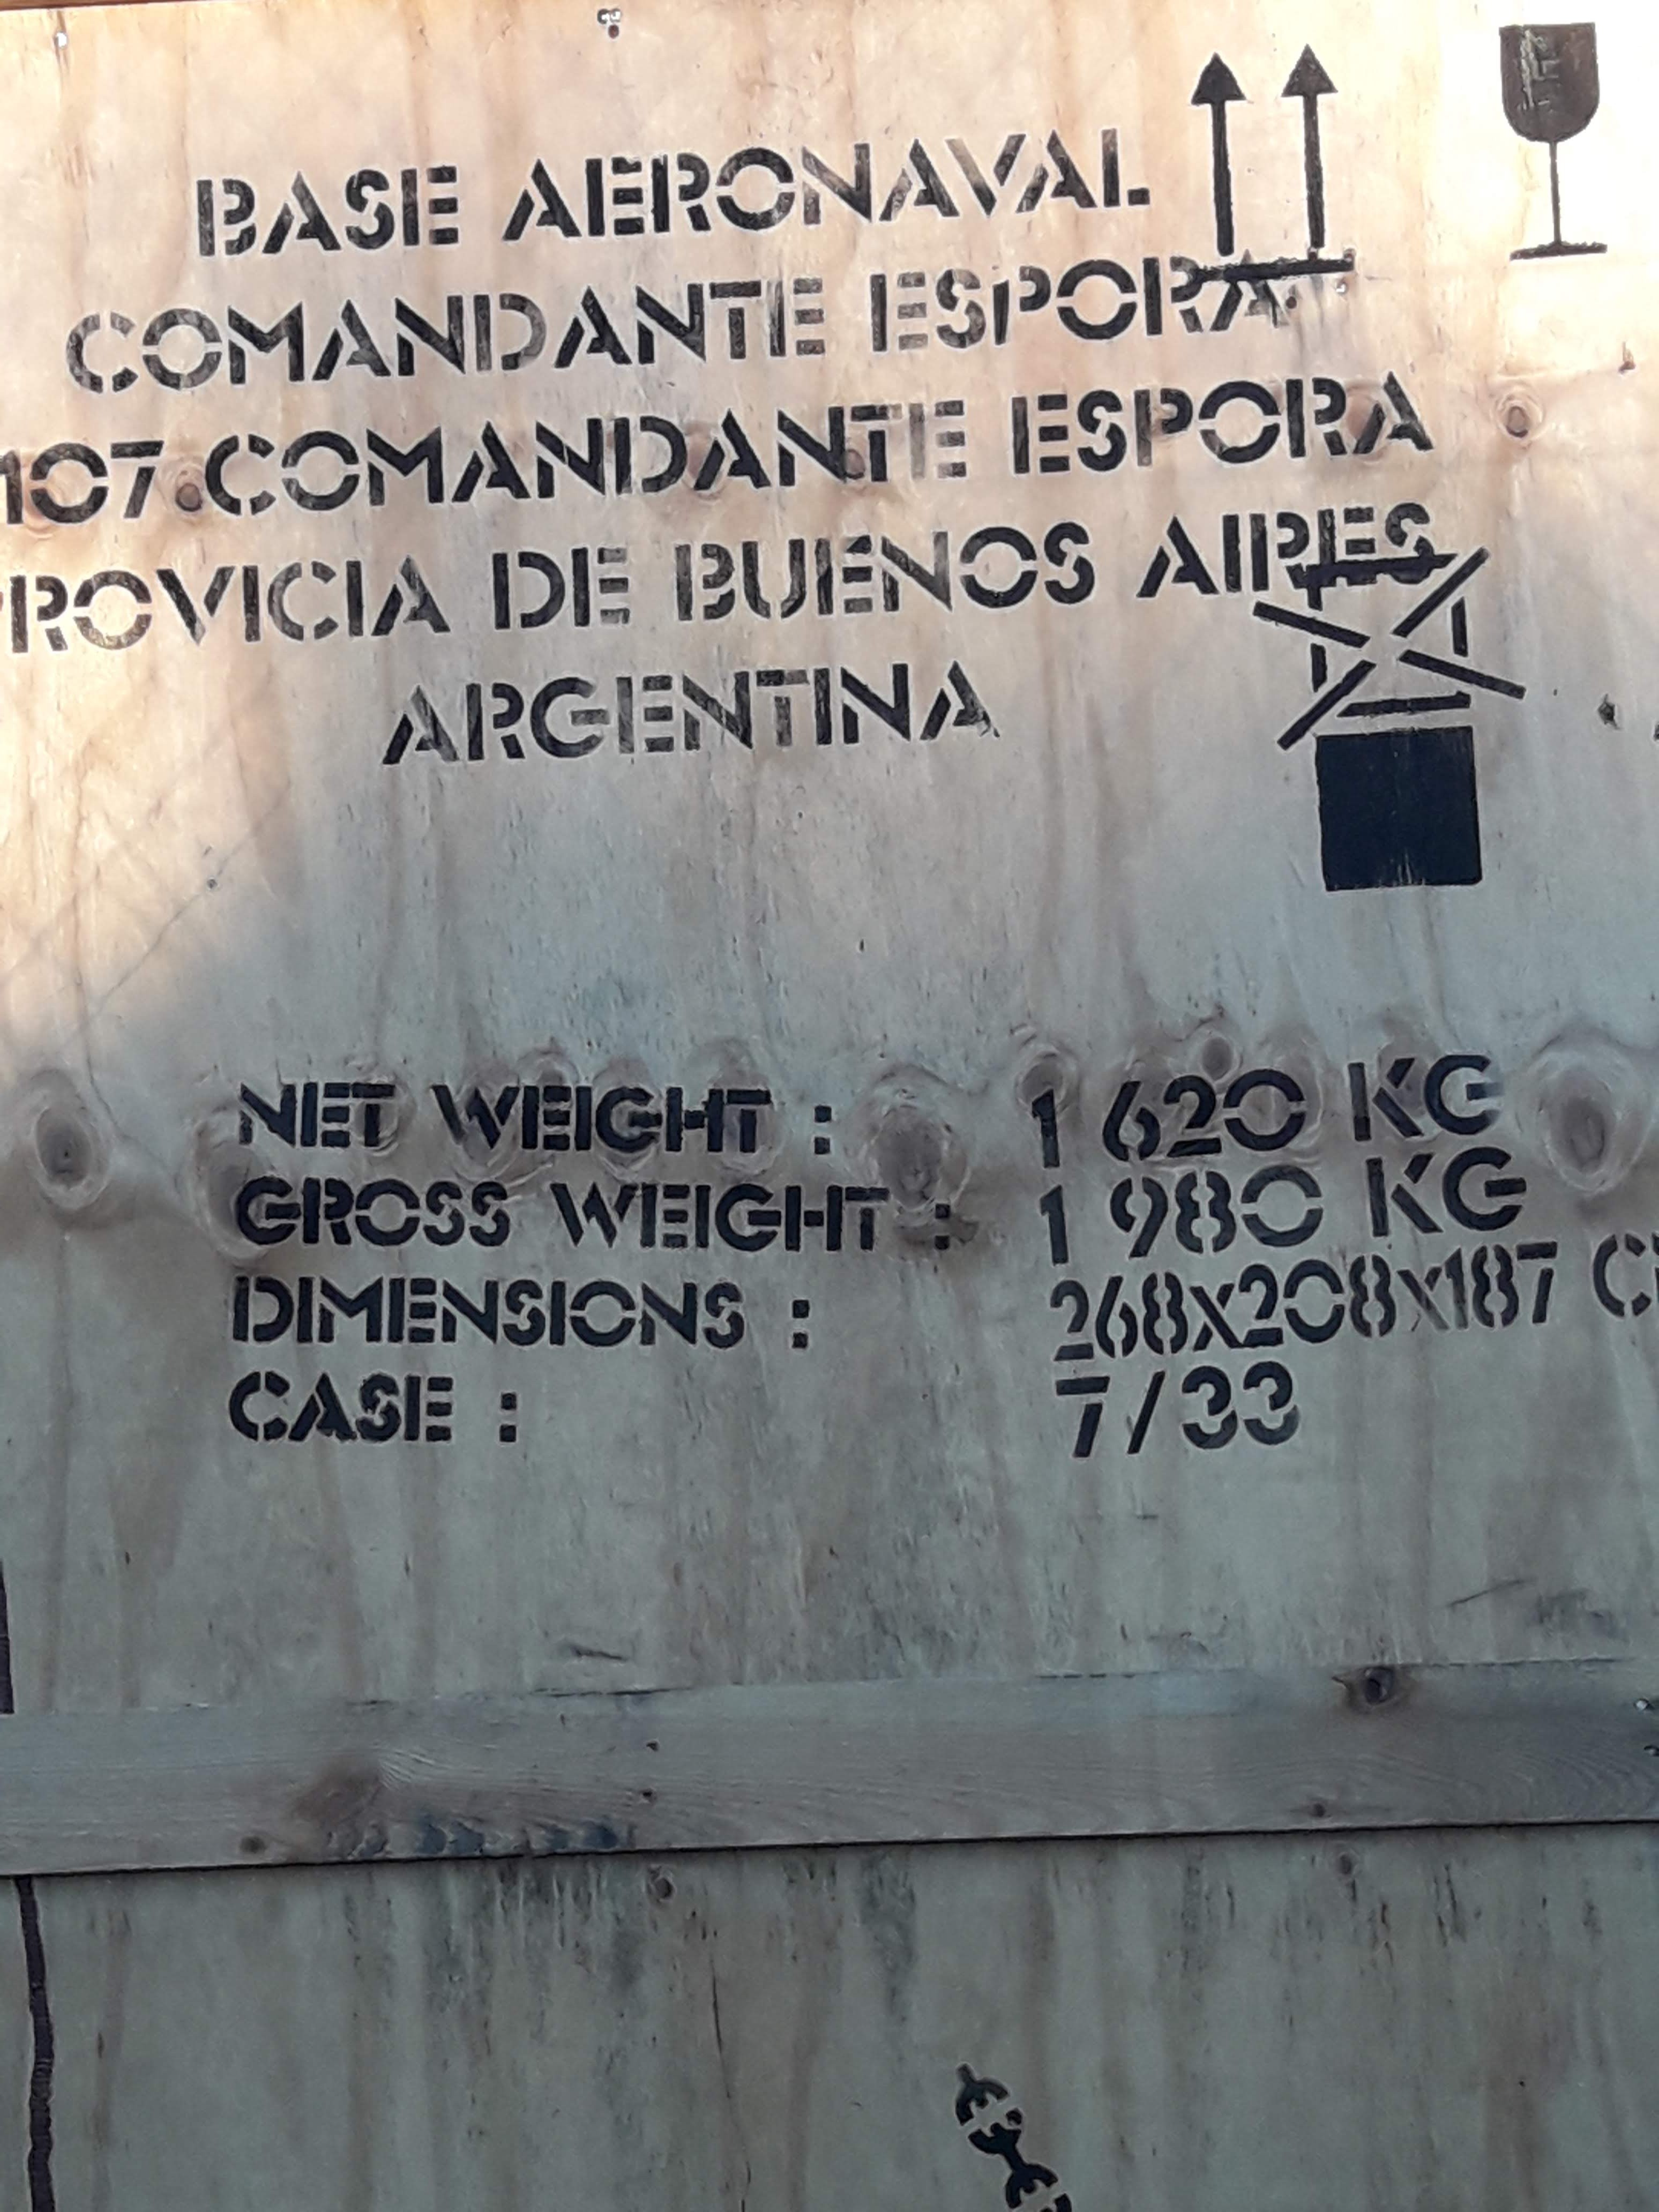 BASE AERONAVAL
COMANDANTE ESPORA
107 COMANDANTE ESPORA
ROVICIA DE BUENOS AIRES
ARGENTINA
NET WEIGHT : 1 620 KG
GROSS WEIGHT : 1 980 KG
DIMENSIONS : 268x208x187 C
CASE : 7/33